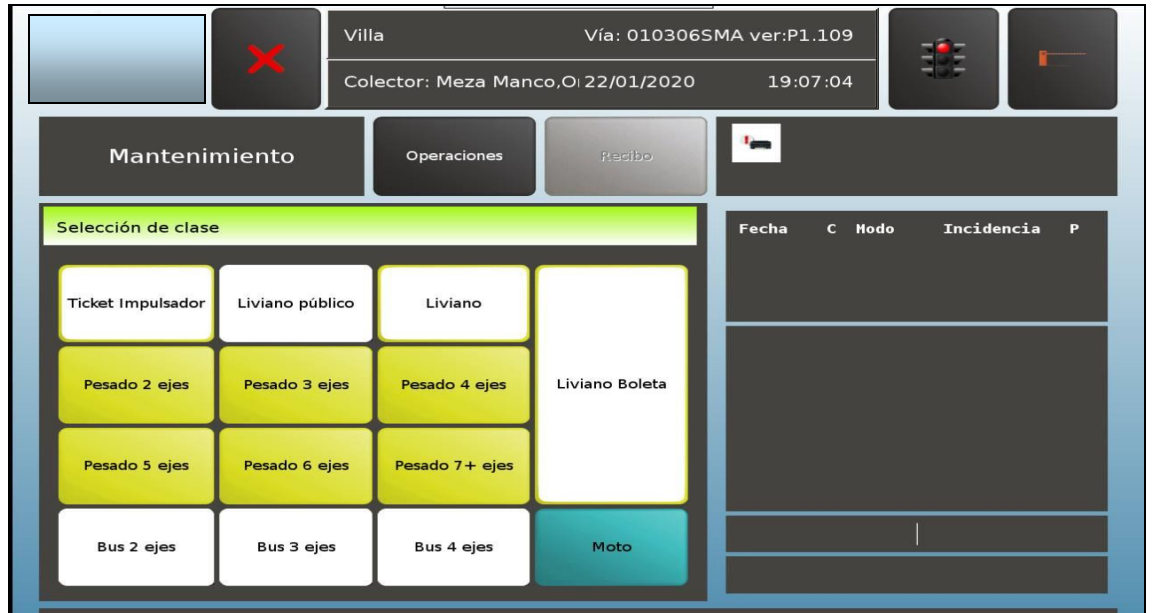 Villa Vía: 010306SMA ver:P1.109
Colector: Meza Manco,O 22/01/2020 19:07:04
Mantenimiento
Operaciones
Recibo
Selección de clase
Fecha C Modo Incidencia P
Ticket Impulsador
Liviano público
Liviano
Liviano Boleta
Pesado 2 ejes
Pesado 3 ejes
Pesado 4 ejes
Pesado 5 ejes
Pesado 6 ejes
Pesado 7+ ejes
Bus 2 ejes
Bus 3 ejes
Bus 4 ejes
Moto